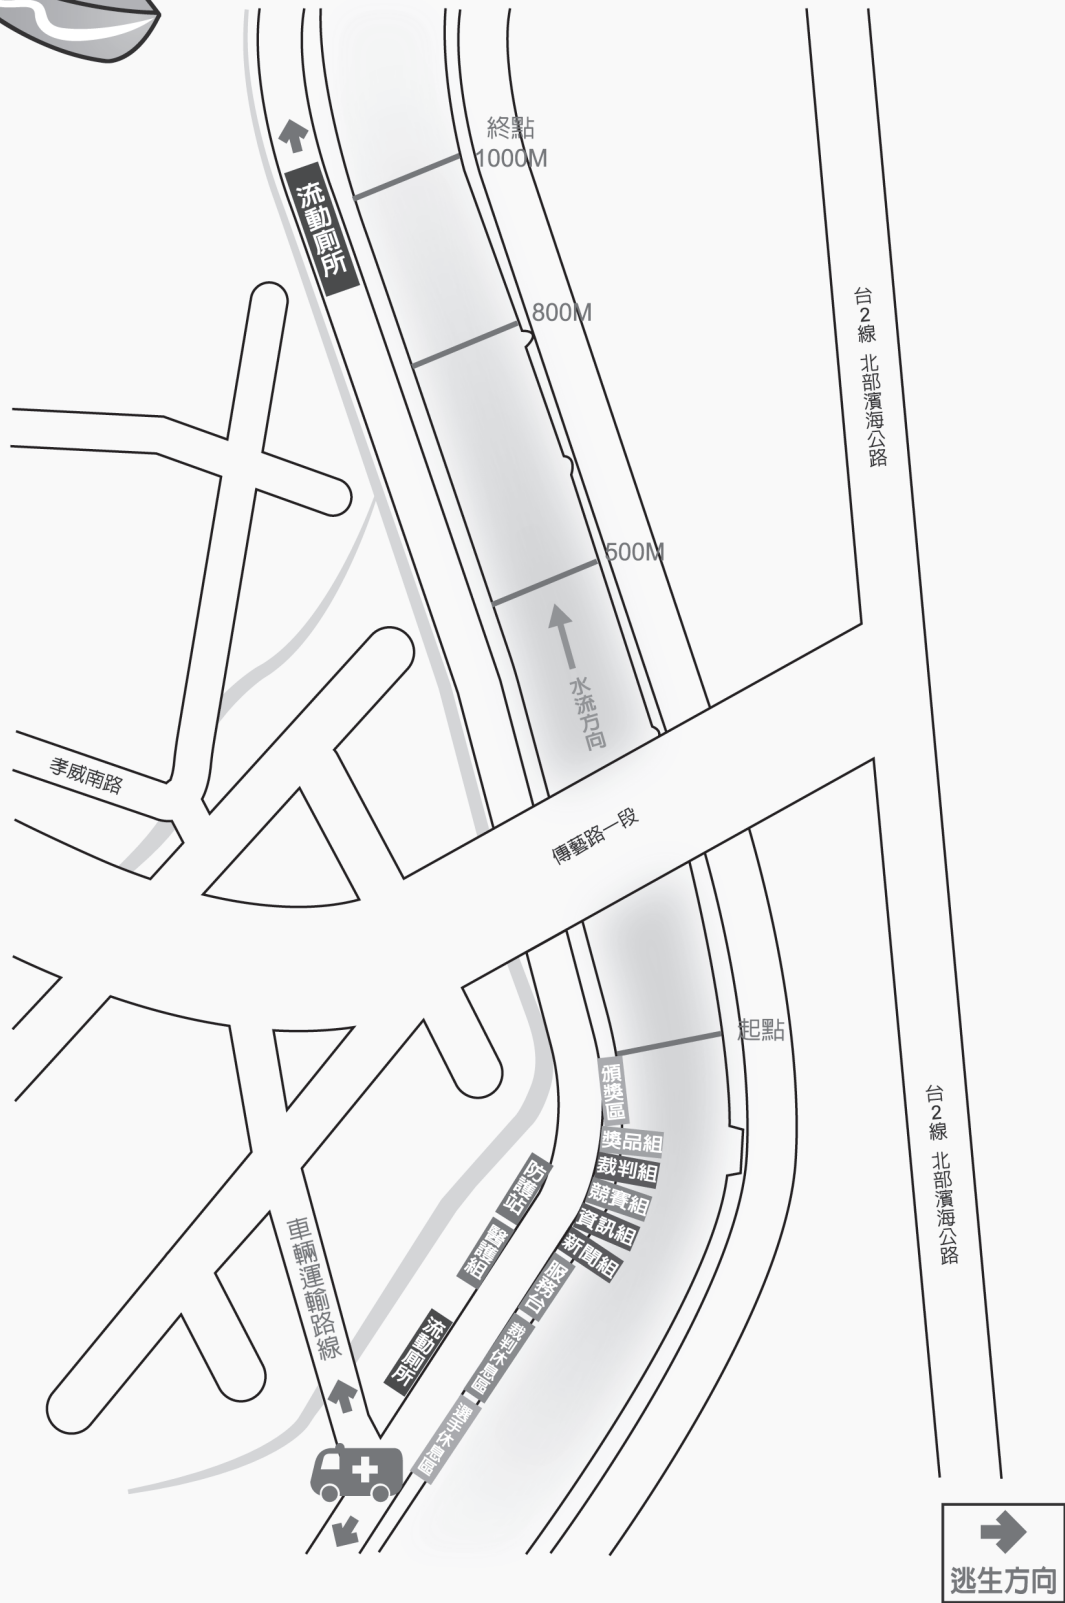 終點
1000M
流動廁所
800M
台2線 北部濱海公路
500M
水流方向
孝威南路
傳藝路一段
起點
頒獎區
獎品組
裁判組
競賽組
資訊組
新聞組
防護站
醫護組
服務台
流動廁所
裁判休息區
選手休息區
車輛運輸路線
台2線 北部濱海公路
逃生方向